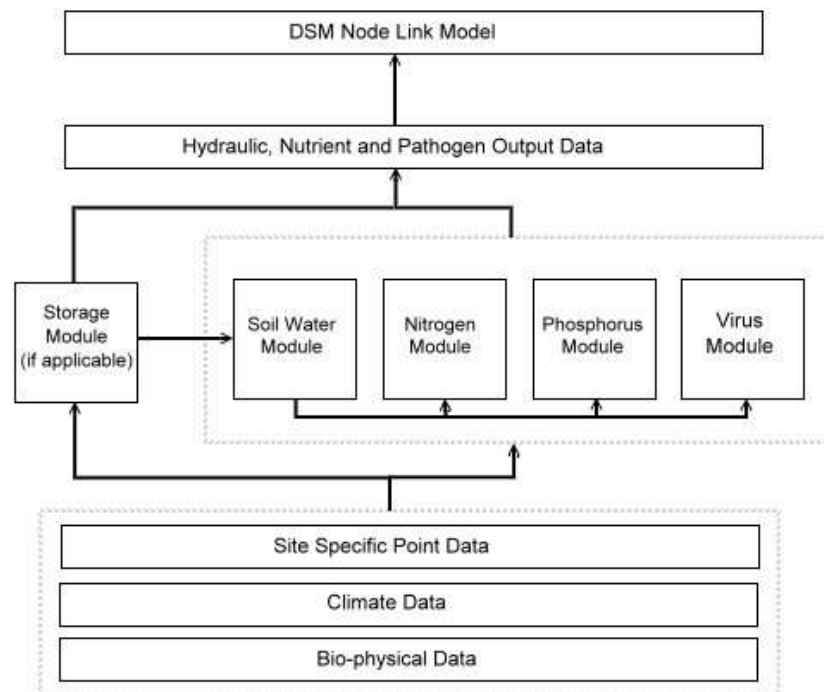 DSM Node Link Model
Hydraulic, Nutrient and Pathogen Output Data
Storage
Module
(if applicable)
Soil Water
Module
Nitrogen
Module
Phosphorus
Module
Virus
Module
Site Specific Point Data
Climate Data
Bio-physical Data